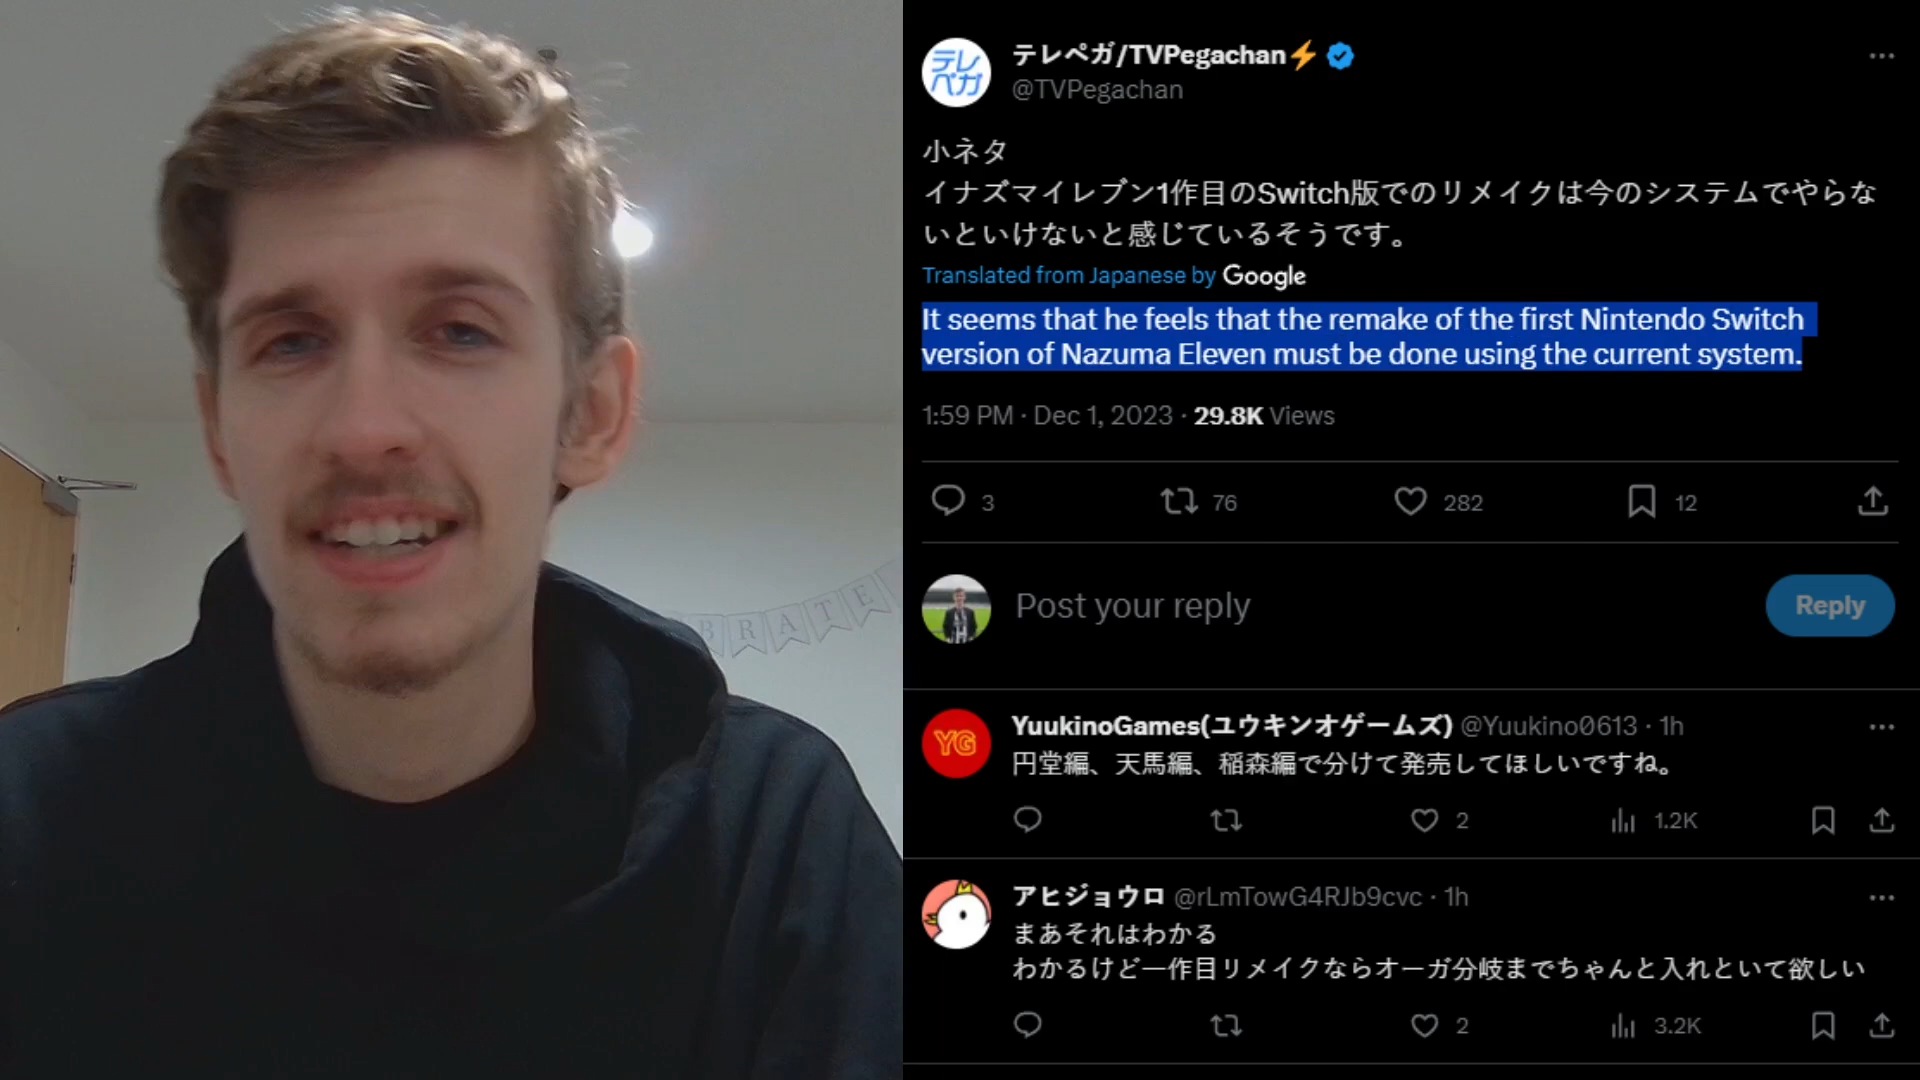 BRATE
テレペガ
テレペガ/TVPegachan⚡
@TVPegachan
小ネタ
イナズマイレブン1作目のSwitch版でのリメイクは今のシステムでやらな
いといけないと感じているそうです。
Translated from Japanese by Google
It seems that he feels that the remake of the first Nintendo Switch
version of Nazuma Eleven must be done using the current system.
1:59 PM · Dec 1, 2023 · 29.8K Views
3 76 282 12
Post your reply
Reply
YG
YuukinoGames(ユウキンオゲームズ) @Yuukino0613 · 1h
円堂編、天馬編、稲森編で分けて発売してほしいですね。
2 1.2K
アヒジョウロ @rLmTowG4RJb9cvc · 1h
まあそれはわかる
わかるけど一作目リメイクならオーガ分岐までちゃんと入れといて欲しい
2 3.2K